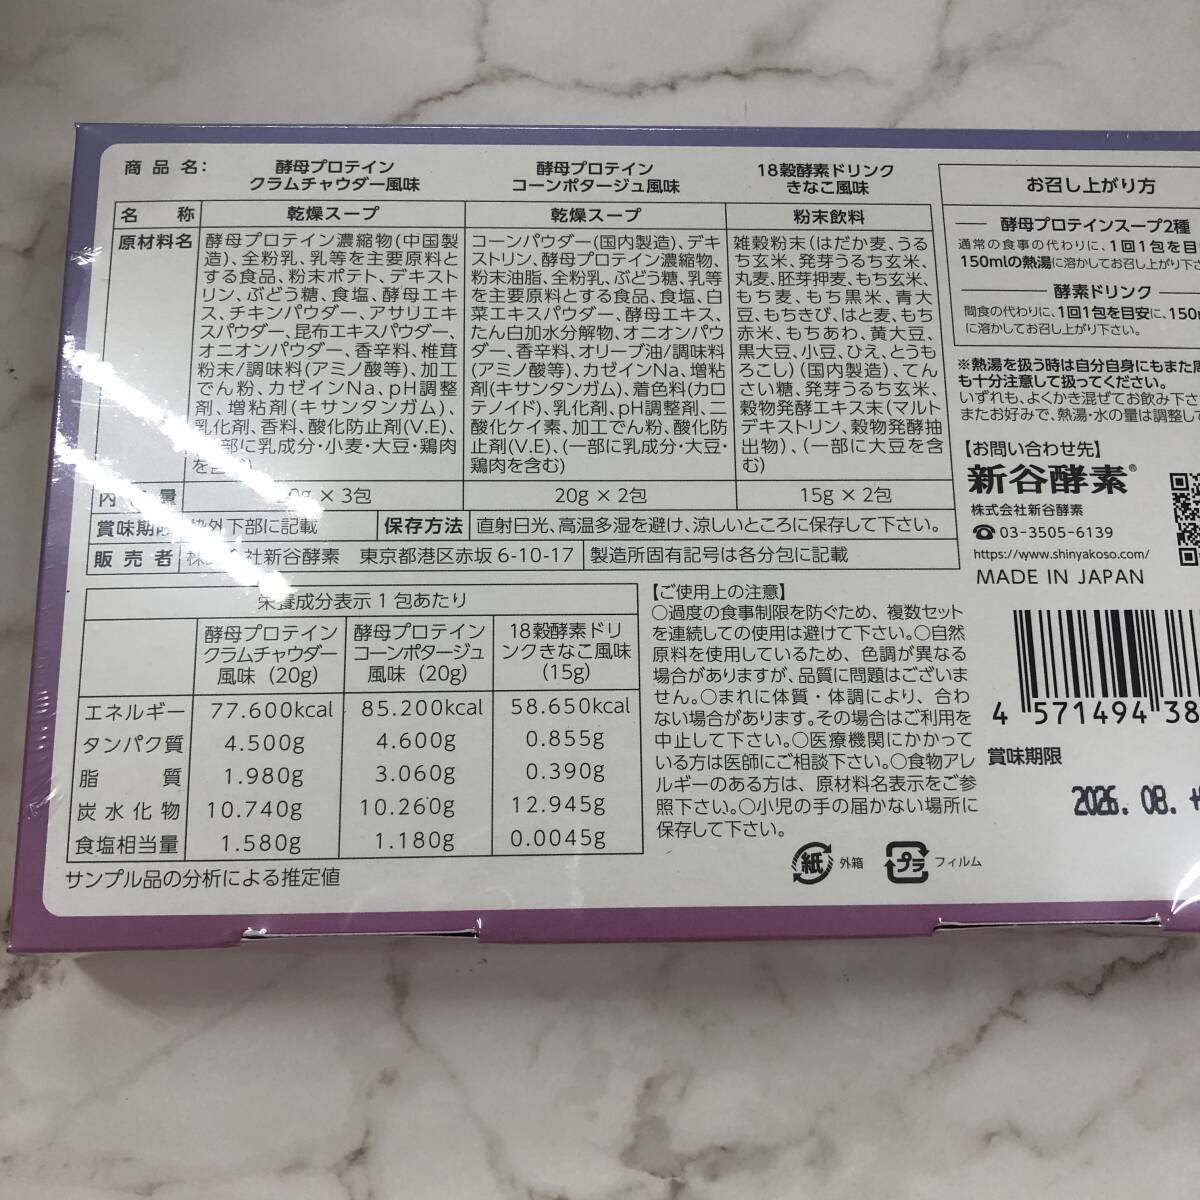 商品名:
酵母プロテイン
クラムチャウダー風味
酵母プロテイン
コーンポタージュ風味
18穀酵素ドリンク
きなこ風味
名称
乾燥スープ
乾燥スープ
粉末飲料
原材料名
酵母プロテイン濃縮物(中国製
造)、全粉乳、乳等を主要原料と
する食品、粉末ポテト、デキスト
リン、ぶどう糖、食塩、酵母エキ
ス、チキンパウダー、アサリエキ
スパウダー、昆布エキスパウダー、
オニオンパウダー、香辛料、椎茸
粉末/調味料(アミノ酸等)、加工
でん粉、カゼインNa、pH調整
剤、増粘剤(キサンタンガム)、
乳化剤、香料、酸化防止剤(V.E)、
(一部に乳成分・小麦・大豆・鶏肉
を含む)
コーンパウダー(国内製造)、デキ
ストリン、酵母プロテイン濃縮物、
粉末油脂、全粉乳、ぶどう糖、乳等
を主要原料とする食品、食塩、白
菜エキスパウダー、酵母エキス、
たん白加水分解物、オニオンパウ
ダー、香辛料、オリーブ油/調味料
(アミノ酸等)、カゼインNa、増粘
剤(キサンタンガム)、着色料(カロ
テノイド)、乳化剤、pH調整剤、二
酸化ケイ素、加工でん粉、酸化防
止剤(V.E)、(一部に乳成分・大豆・
鶏肉を含む)
雑穀粉末(はだか麦、うる
ち玄米、発芽うるち玄米、
丸麦、胚芽押麦、もち玄米、
もち麦、もち黒米、青大
豆、もちきび、はと麦、もち
赤米、もちあわ、黄大豆、
黒大豆、小豆、ひえ、とうも
ろこし)(国内製造)、てん
さい糖、発芽うるち玄米、
穀物発酵エキス末(マルト
デキストリン、穀物発酵抽
出物)、(一部に大豆を含
む)
内容量
20g×3包
20g×2包
15g×2包
賞味期限
枠外下部に記載
保存方法
直射日光、高温多湿を避け、涼しいところに保存して下さい。
販売者
株式会社新谷酵素 東京都港区赤坂6-10-17
製造所固有記号は各分包に記載
栄養成分表示1包あたり
酵母プロテイン
クラムチャウダー
風味(20g)
酵母プロテイン
コーンポタージュ
風味(20g)
18穀酵素ドリ
ンクきなこ風味
(15g)
エネルギー 77.600kcal 85.200kcal 58.650kcal
タンパク質 4.500g 4.600g 0.855g
脂質 1.980g 3.060g 0.390g
炭水化物 10.740g 10.260g 12.945g
食塩相当量 1.580g 1.180g 0.0045g
サンプル品の分析による推定値
【ご使用上の注意】
○過度の食事制限を防ぐため、複数セット
を連続しての使用は避けて下さい。○自然
原料を使用しているため、色調が異なる
場合がありますが、品質に問題はございま
せん。○まれに体質・体調により、合わ
ない場合があります。その場合はご利用を
中止して下さい。○医療機関にかかって
いる方は医師にご相談下さい。○食物アレ
ルギーのある方は、原材料名表示をご参
照下さい。○小児の手の届かない場所に
保存して下さい。
紙 外箱
プラ フィルム
お召し上がり方
酵母プロテインスープ2種
通常の食事の代わりに、1回1包を目
150mlの熱湯に溶かしてお召し上がり下さ
酵素ドリンク
間食の代わりに、1回1包を目安に、150m
に溶かしてお召し上がり下さい。
※熱湯を扱う時は自分自身にもまた周
も十分注意して扱ってください。
いずれも、よくかき混ぜてお飲み下さ
またお好みで、熱湯・水の量は調整して
【お問い合わせ先】
新谷酵素®
株式会社新谷酵素
☎03-3505-6139
https://www.shinyakoso.com/
MADE IN JAPAN
4 571494 38
賞味期限
2026.08.